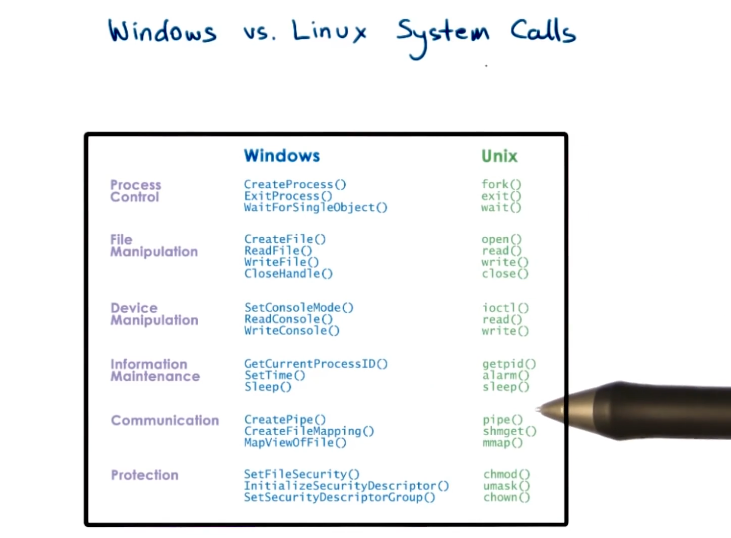 Windows vs. Linux System Calls
Windows Unix
Process Control CreateProcess() fork()
ExitProcess() exit()
WaitForSingleObject() wait()
File Manipulation CreateFile() open()
ReadFile() read()
WriteFile() write()
CloseHandle() close()
Device Manipulation SetConsoleMode() ioctl()
ReadConsole() read()
WriteConsole() write()
Information Maintenance GetCurrentProcessID() getpid()
SetTime() alarm()
Sleep() sleep()
Communication CreatePipe() pipe()
CreateFileMapping() shmget()
MapViewOfFile() mmap()
Protection SetFileSecurity() chmod()
InitializeSecurityDescriptor() umask()
SetSecurityDescriptorGroup() chown()